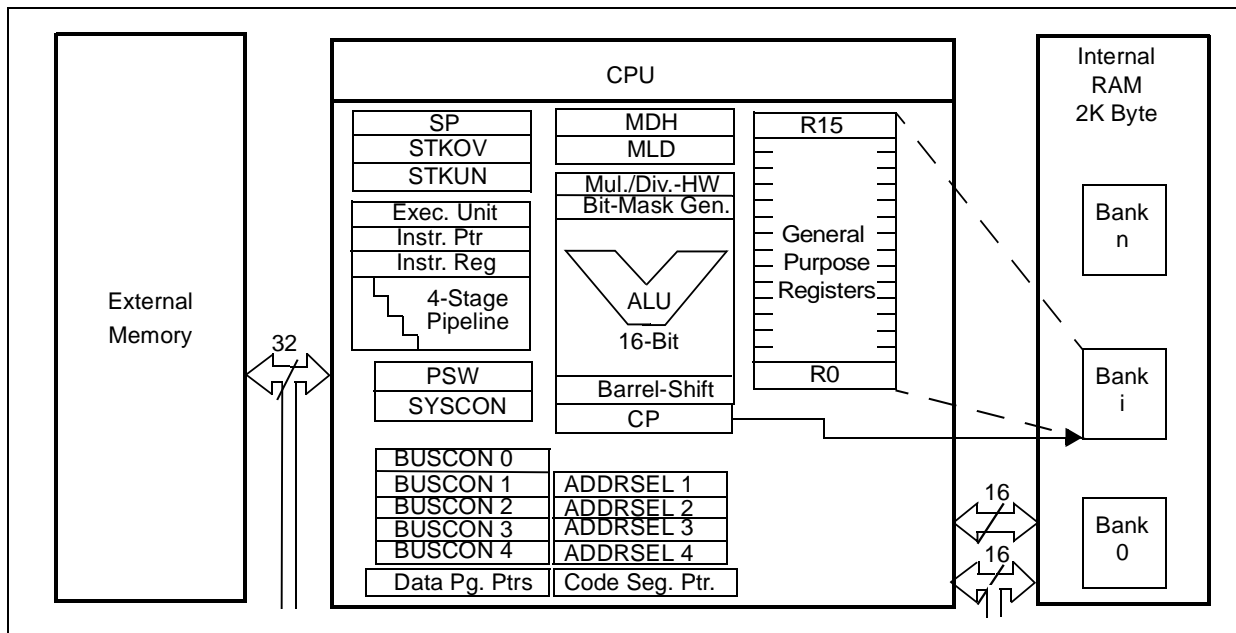 CPU
External
Memory
32
SP
STKOV
STKUN
Exec. Unit
Instr. Ptr
Instr. Reg
4-Stage
Pipeline
PSW
SYSCON
BUSCON 0
BUSCON 1
BUSCON 2
BUSCON 3
BUSCON 4
Data Pg. Ptrs
MDH
MLD
Mul./Div.-HW
Bit-Mask Gen.
ALU
16-Bit
Barrel-Shift
CP
ADDRSEL 1
ADDRSEL 2
ADDRSEL 3
ADDRSEL 4
Code Seg. Ptr.
R15
General
Purpose
Registers
R0
16
16
Internal
RAM
2K Byte
Bank
n
Bank
i
Bank
0